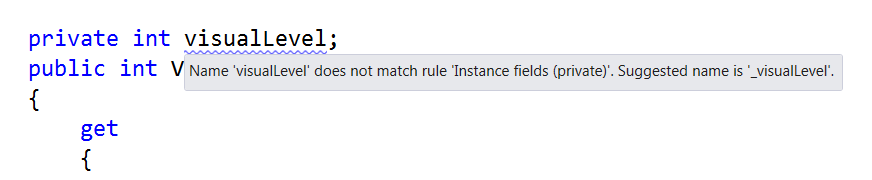 private int visualLevel;
public int V
Name 'visualLevel' does not match rule 'Instance fields (private)'. Suggested name is '_visualLevel'.
{
get
{